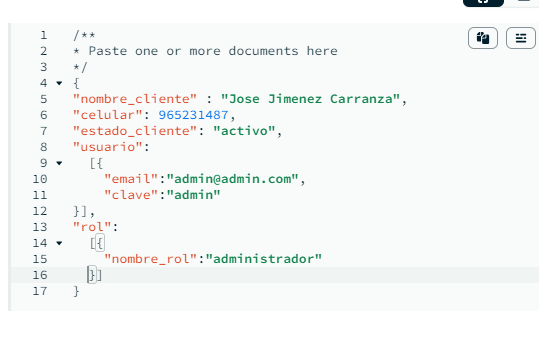 1 /**
2 * Paste one or more documents here
3 */
4 {
5 "nombre_cliente" : "Jose Jimenez Carranza",
6 "celular": 965231487,
7 "estado_cliente": "activo",
8 "usuario":
9 [{
10 "email":"admin@admin.com",
11 "clave":"admin"
12 }],
13 "rol":
14 [{
15 "nombre_rol":"administrador"
16 }]
17 }